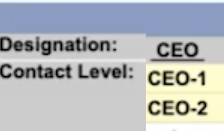 Designation: CEO
Contact Level: CEO-1
CEO-2